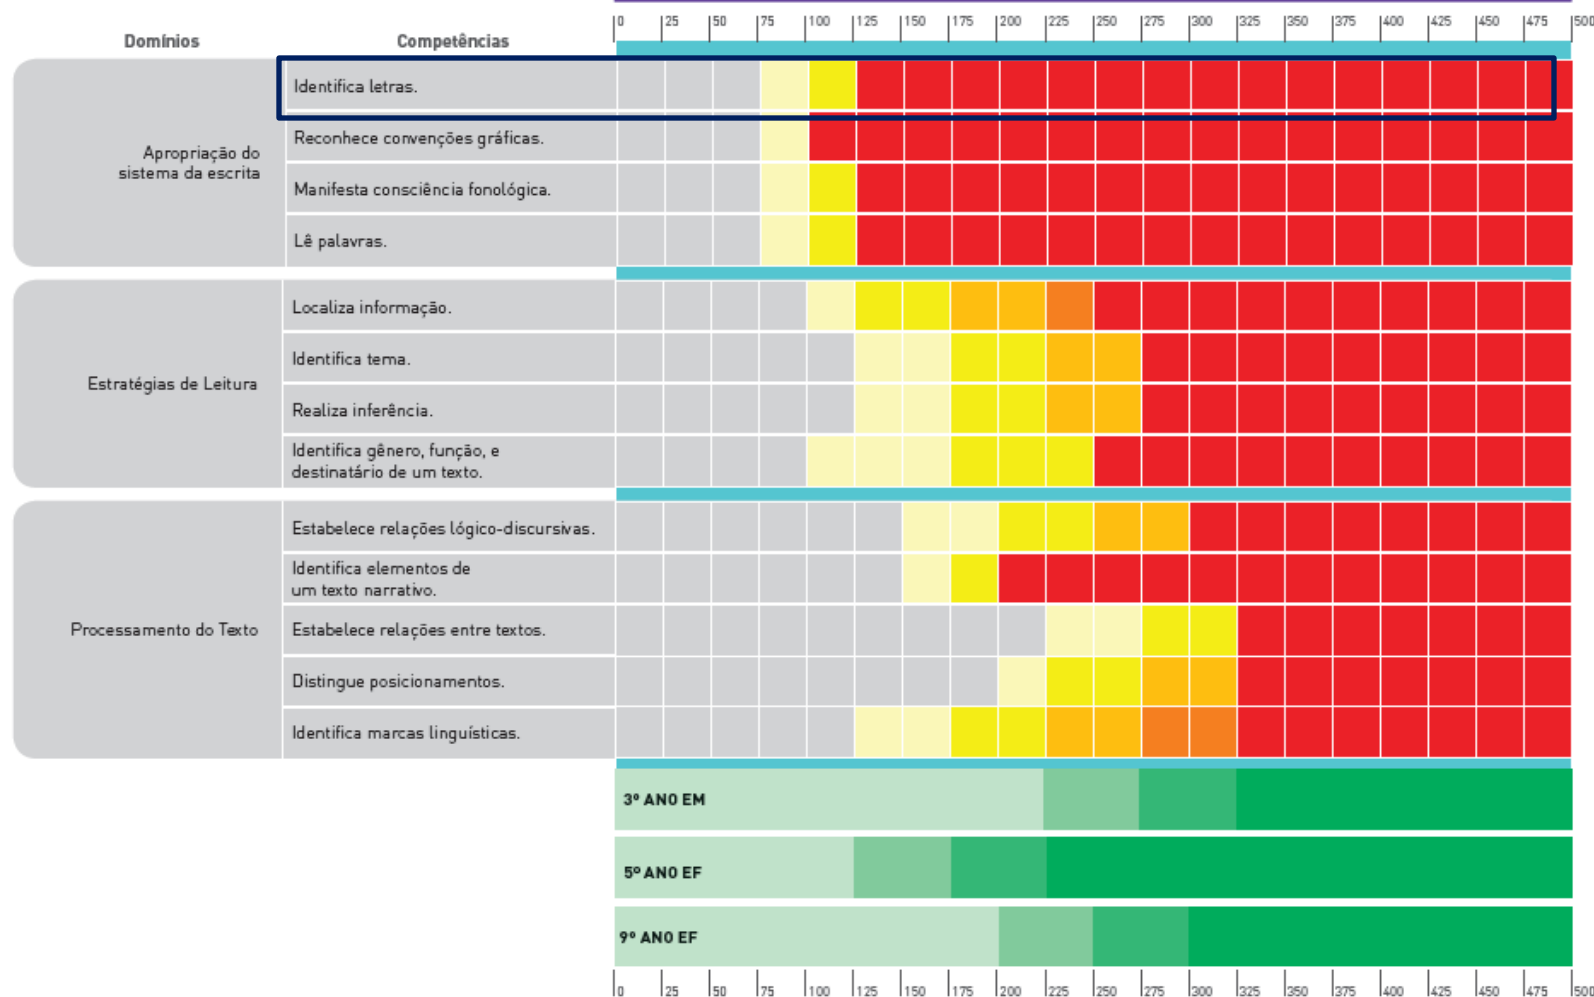 0 25 50 75 100 125 150 175 200 225 250 275 300 325 350 375 400 425 450 475 500
Domínios Competências
Apropriação do
sistema da escrita
Identifica letras.
Reconhece convenções gráficas.
Manifesta consciência fonológica.
Lê palavras.
Estratégias de Leitura
Localiza informação.
Identifica tema.
Realiza inferência.
Identifica gênero, função, e
destinatário de um texto.
Processamento do Texto
Estabelece relações lógico-discursivas.
Identifica elementos de
um texto narrativo.
Estabelece relações entre textos.
Distingue posicionamentos.
Identifica marcas linguísticas.
3º ANO EM
5º ANO EF
9º ANO EF
0 25 50 75 100 125 150 175 200 225 250 275 300 325 350 375 400 425 450 475 500